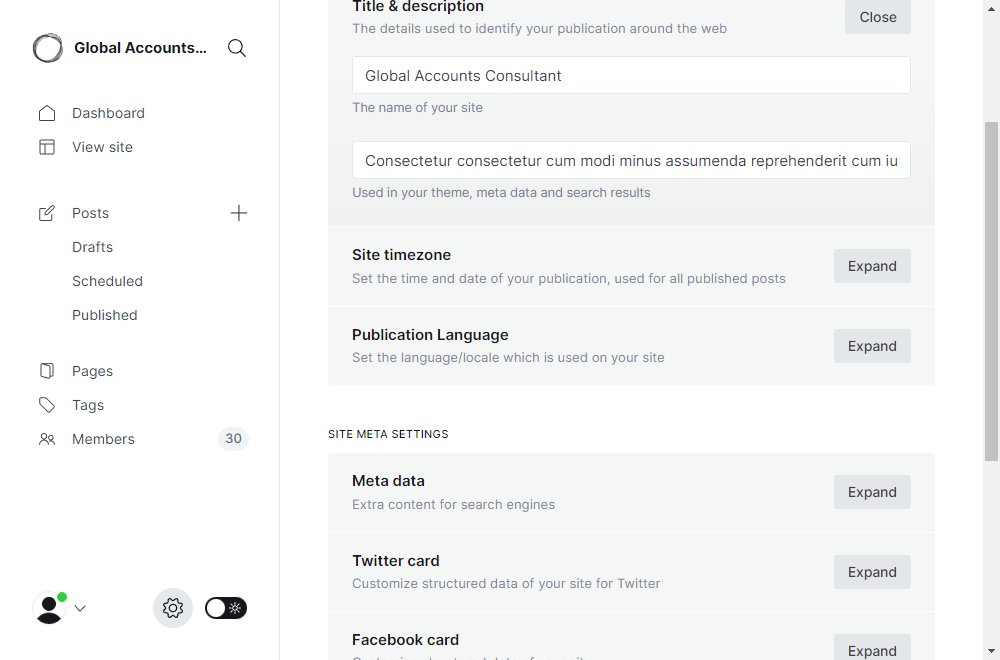 Global Accounts...
Dashboard
View site
Posts
Drafts
Scheduled
Published
Pages
Tags
Members
30
Title & description
The details used to identify your publication around the web
Close
Global Accounts Consultant
The name of your site
Consectetur consectetur cum modi minus assumenda reprehenderit cum iu
Used in your theme, meta data and search results
Site timezone
Set the time and date of your publication, used for all published posts
Expand
Publication Language
Set the language/locale which is used on your site
Expand
SITE META SETTINGS
Meta data
Extra content for search engines
Expand
Twitter card
Customize structured data of your site for Twitter
Expand
Facebook card
Expand